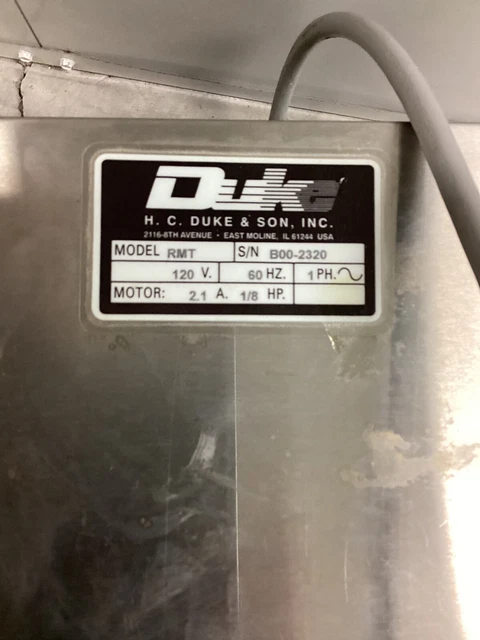 Duke
H. C. DUKE & SON, INC.
2116-8TH AVENUE • EAST MOLINE, IL 61244 USA
MODEL RMT S/N B00-2320
120 V. 60 HZ. 1 PH.
MOTOR: 2.1 A. 1/8 HP.